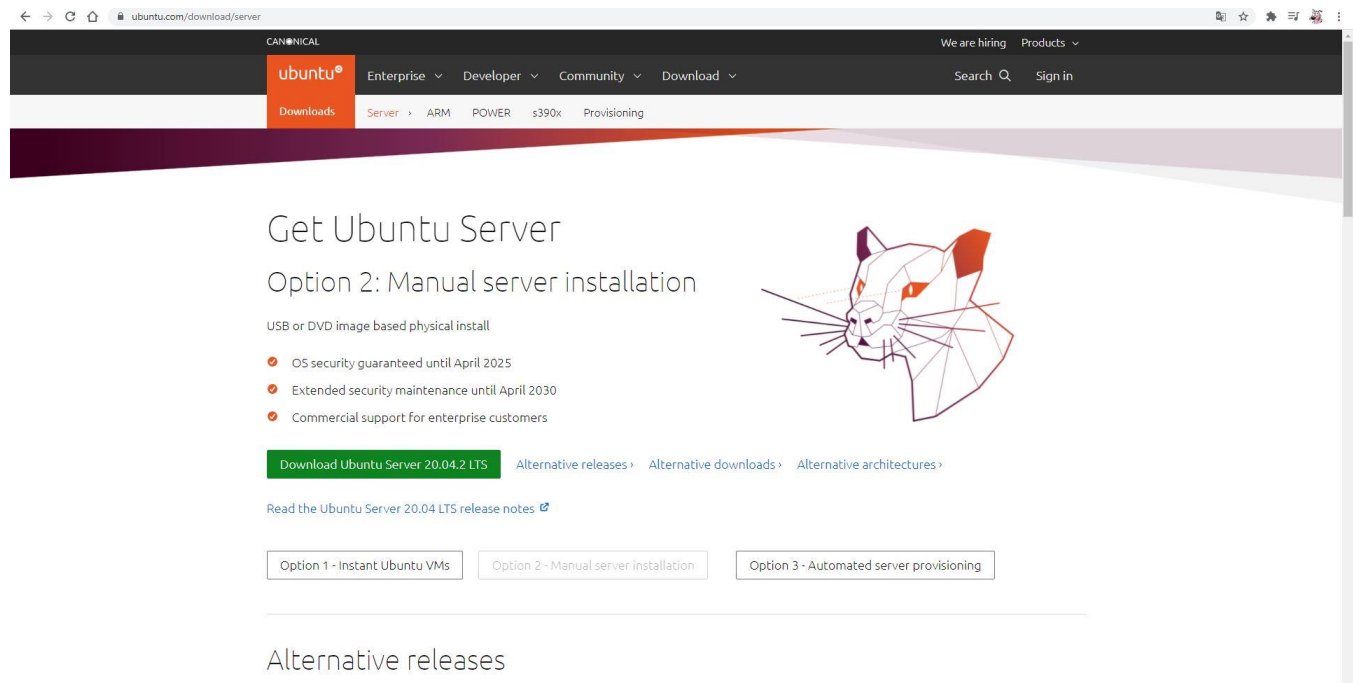 ubuntu.com/download/server
CANONICAL
We are hiring Products
ubuntu® Enterprise Developer Community Download Search Sign in
Downloads Server › ARM POWER s390x Provisioning
Get Ubuntu Server
Option 2: Manual server installation
USB or DVD image based physical install
OS security guaranteed until April 2025
Extended security maintenance until April 2030
Commercial support for enterprise customers
Download Ubuntu Server 20.04.2 LTS Alternative releases › Alternative downloads › Alternative architectures ›
Read the Ubuntu Server 20.04 LTS release notes
Option 1 - Instant Ubuntu VMs Option 2 - Manual server installation Option 3 - Automated server provisioning
Alternative releases